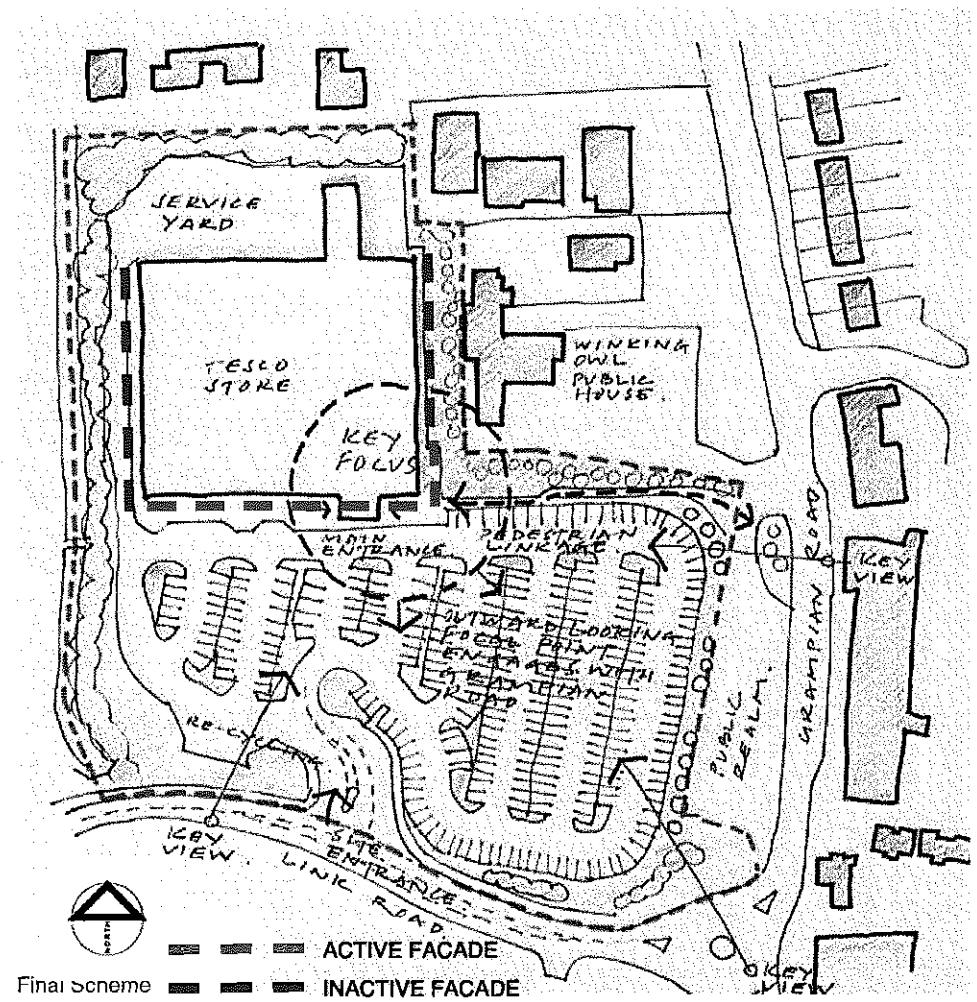 SERVICE
YARD
TESCO
STORE
WINKING
OWL
PUBLIC
HOUSE.
KEY
FOCUS
MAIN
ENTRANCE
PEDESTRIAN
LINKAGE
KEY
VIEW
OUTWARD LOOKING
FOCAL POINT
ENGAGES WITH
GRAMPIAN
ROAD
PUBLIC
REALM.
GRAMPIAN ROAD
RE-CYCLING
KEY
VIEW.
SITE
ENTRANCE
LINK
ROAD
KEY
VIEW
NORTH
ACTIVE FACADE
Final Scheme
INACTIVE FACADE